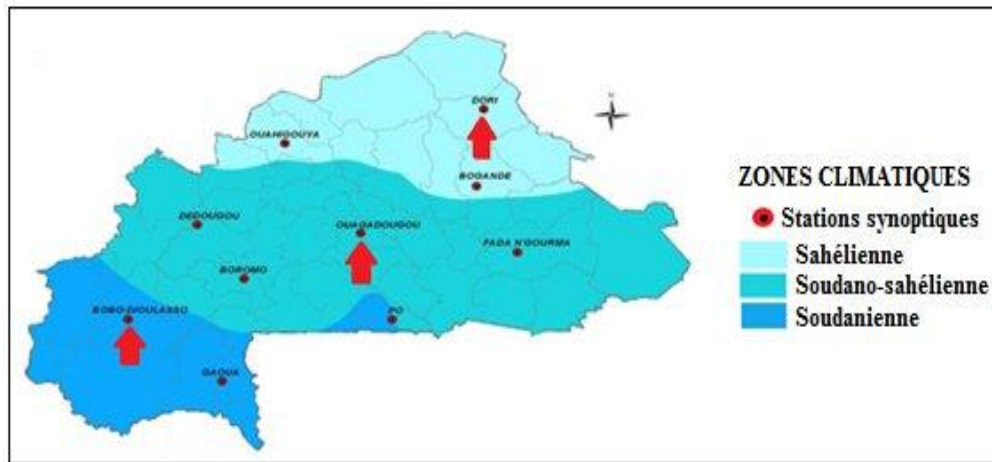 DORI
OUAHIGOUYA
BOGANDE
DEDOUGOU
OUAGADOUGOU
FADA N'GOURMA
BOROMO
BOBO-DIOULASSO
PO
GAOUA
ZONES CLIMATIQUES
Stations synoptiques
Sahélienne
Soudano-sahélienne
Soudanienne